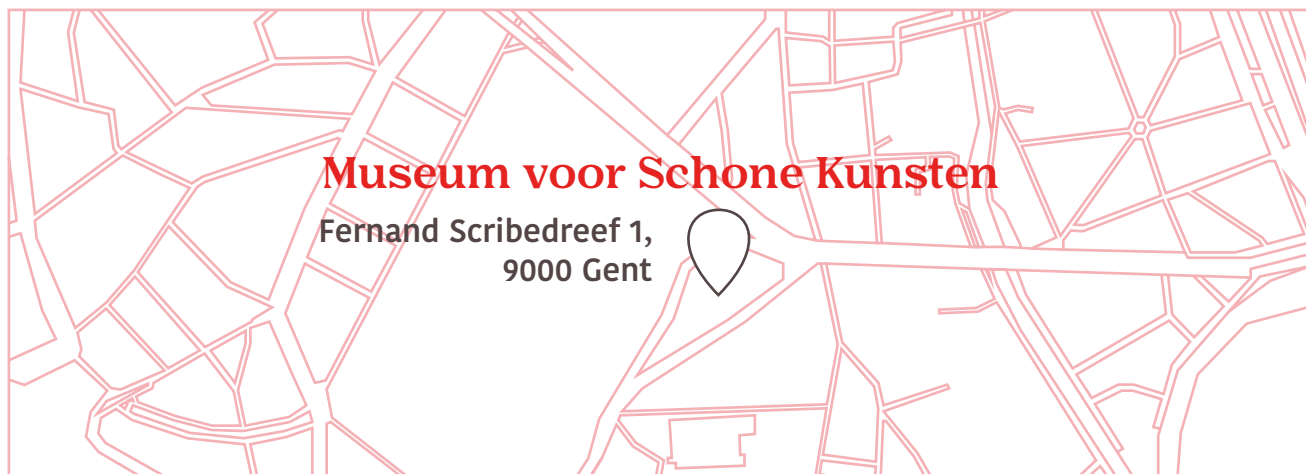 Museum voor Schone Kunsten
Fernand Scribedreef 1,
9000 Gent